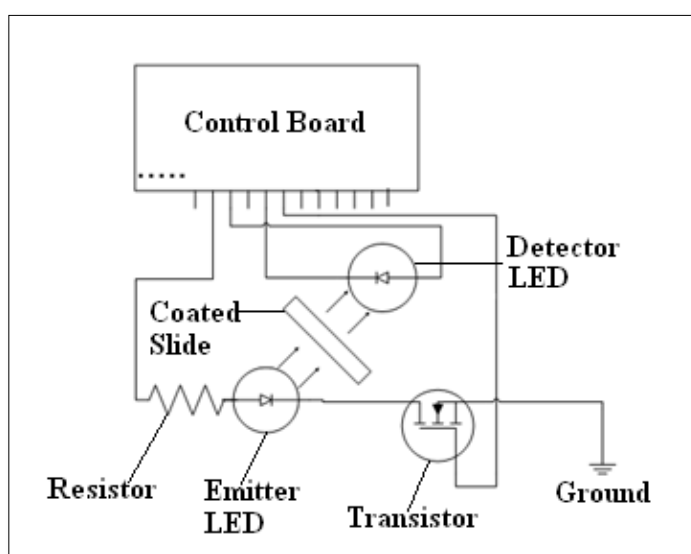 Control Board
Detector
LED
Coated
Slide
Resistor
Emitter
LED
Transistor
Ground